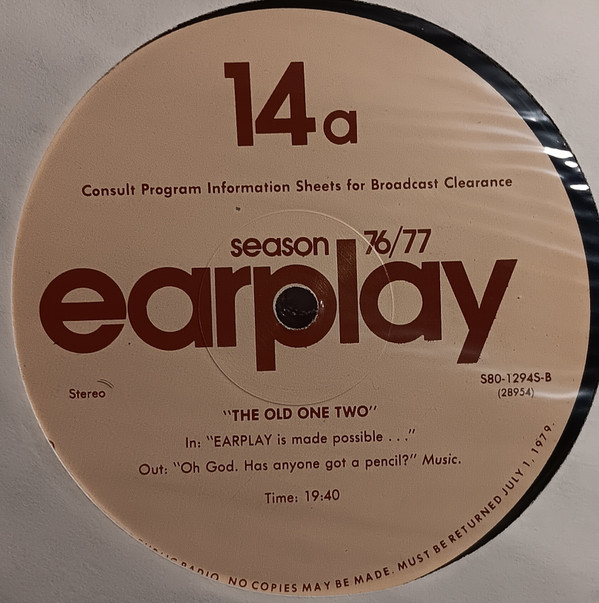 14a
Consult Program Information Sheets for Broadcast Clearance
season 76/77
earplay
Stereo
S80-1294S-B
(28954)
"THE OLD ONE TWO"
In: "EARPLAY is made possible . . ."
Out: "Oh God. Has anyone got a pencil?" Music.
Time: 19:40
RADIO. NO COPIES MAY BE MADE. MUST BE RETURNED JULY 1, 1979.